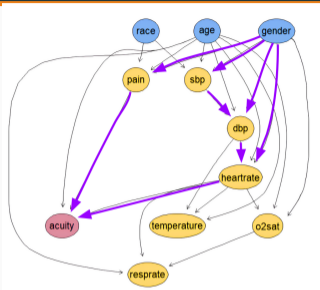 race age gender
pain sbp
dbp
heartrate
acuity temperature o2sat
resprate